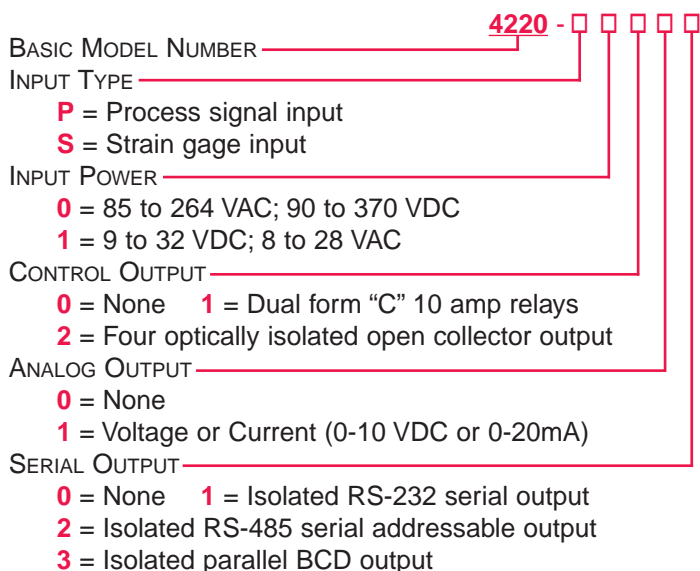 4220 - □ □ □ □ □
BASIC MODEL NUMBER
INPUT TYPE
P = Process signal input
S = Strain gage input
INPUT POWER
0 = 85 to 264 VAC; 90 to 370 VDC
1 = 9 to 32 VDC; 8 to 28 VAC
CONTROL OUTPUT
0 = None 1 = Dual form “C” 10 amp relays
2 = Four optically isolated open collector output
ANALOG OUTPUT
0 = None
1 = Voltage or Current (0-10 VDC or 0-20mA)
SERIAL OUTPUT
0 = None 1 = Isolated RS-232 serial output
2 = Isolated RS-485 serial addressable output
3 = Isolated parallel BCD output